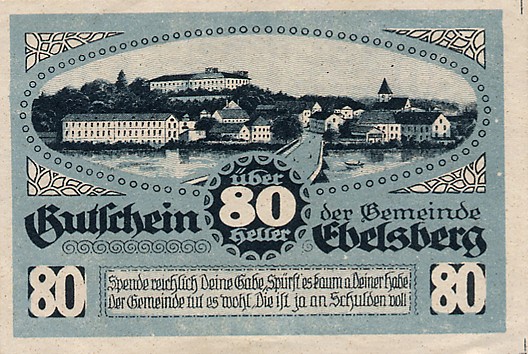 über
Gutschein 80 der Gemeinde
Heller Ebelsberg
80 Spende reichlich Deine Gabe, Spürst es kaum a Deiner habe 80
Der Gemeinde tut es wohl, Die ist ja an Schulden voll